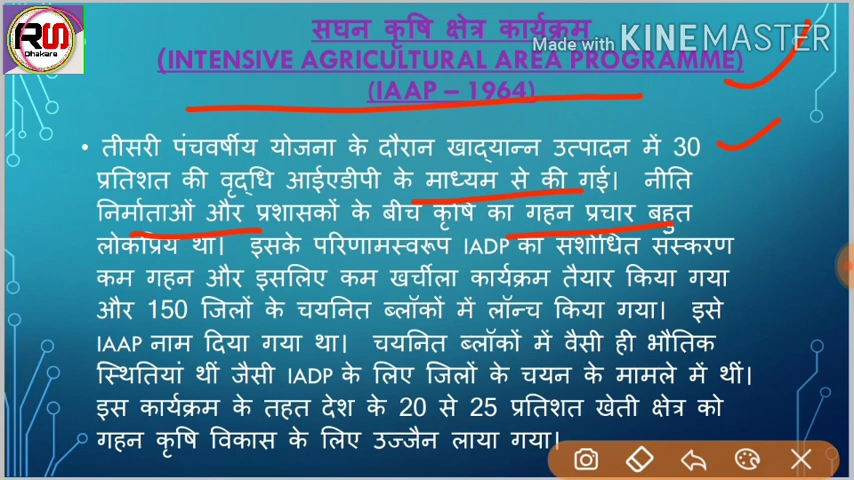 RS
Dhakare
सघन कृषि क्षेत्र कार्यक्रम
Made with KINEMASTER
(INTENSIVE AGRICULTURAL AREA PROGRAMME)
(IAAP – 1964)
• तीसरी पंचवर्षीय योजना के दौरान खाद्यान्न उत्पादन में 30
प्रतिशत की वृद्धि आईएडीपी के माध्यम से की गई। नीति
निर्माताओं और प्रशासकों के बीच कृषि का गहन प्रचार बहुत
लोकप्रिय था। इसके परिणामस्वरूप IADP का संशोधित संस्करण
कम गहन और इसलिए कम खर्चीला कार्यक्रम तैयार किया गया
और 150 जिलों के चयनित ब्लॉकों में लॉन्च किया गया। इसे
IAAP नाम दिया गया था। चयनित ब्लॉकों में वैसी ही भौतिक
स्थितियां थीं जैसी IADP के लिए जिलों के चयन के मामले में थीं।
इस कार्यक्रम के तहत देश के 20 से 25 प्रतिशत खेती क्षेत्र को
गहन कृषि विकास के लिए उज्जैन लाया गया।